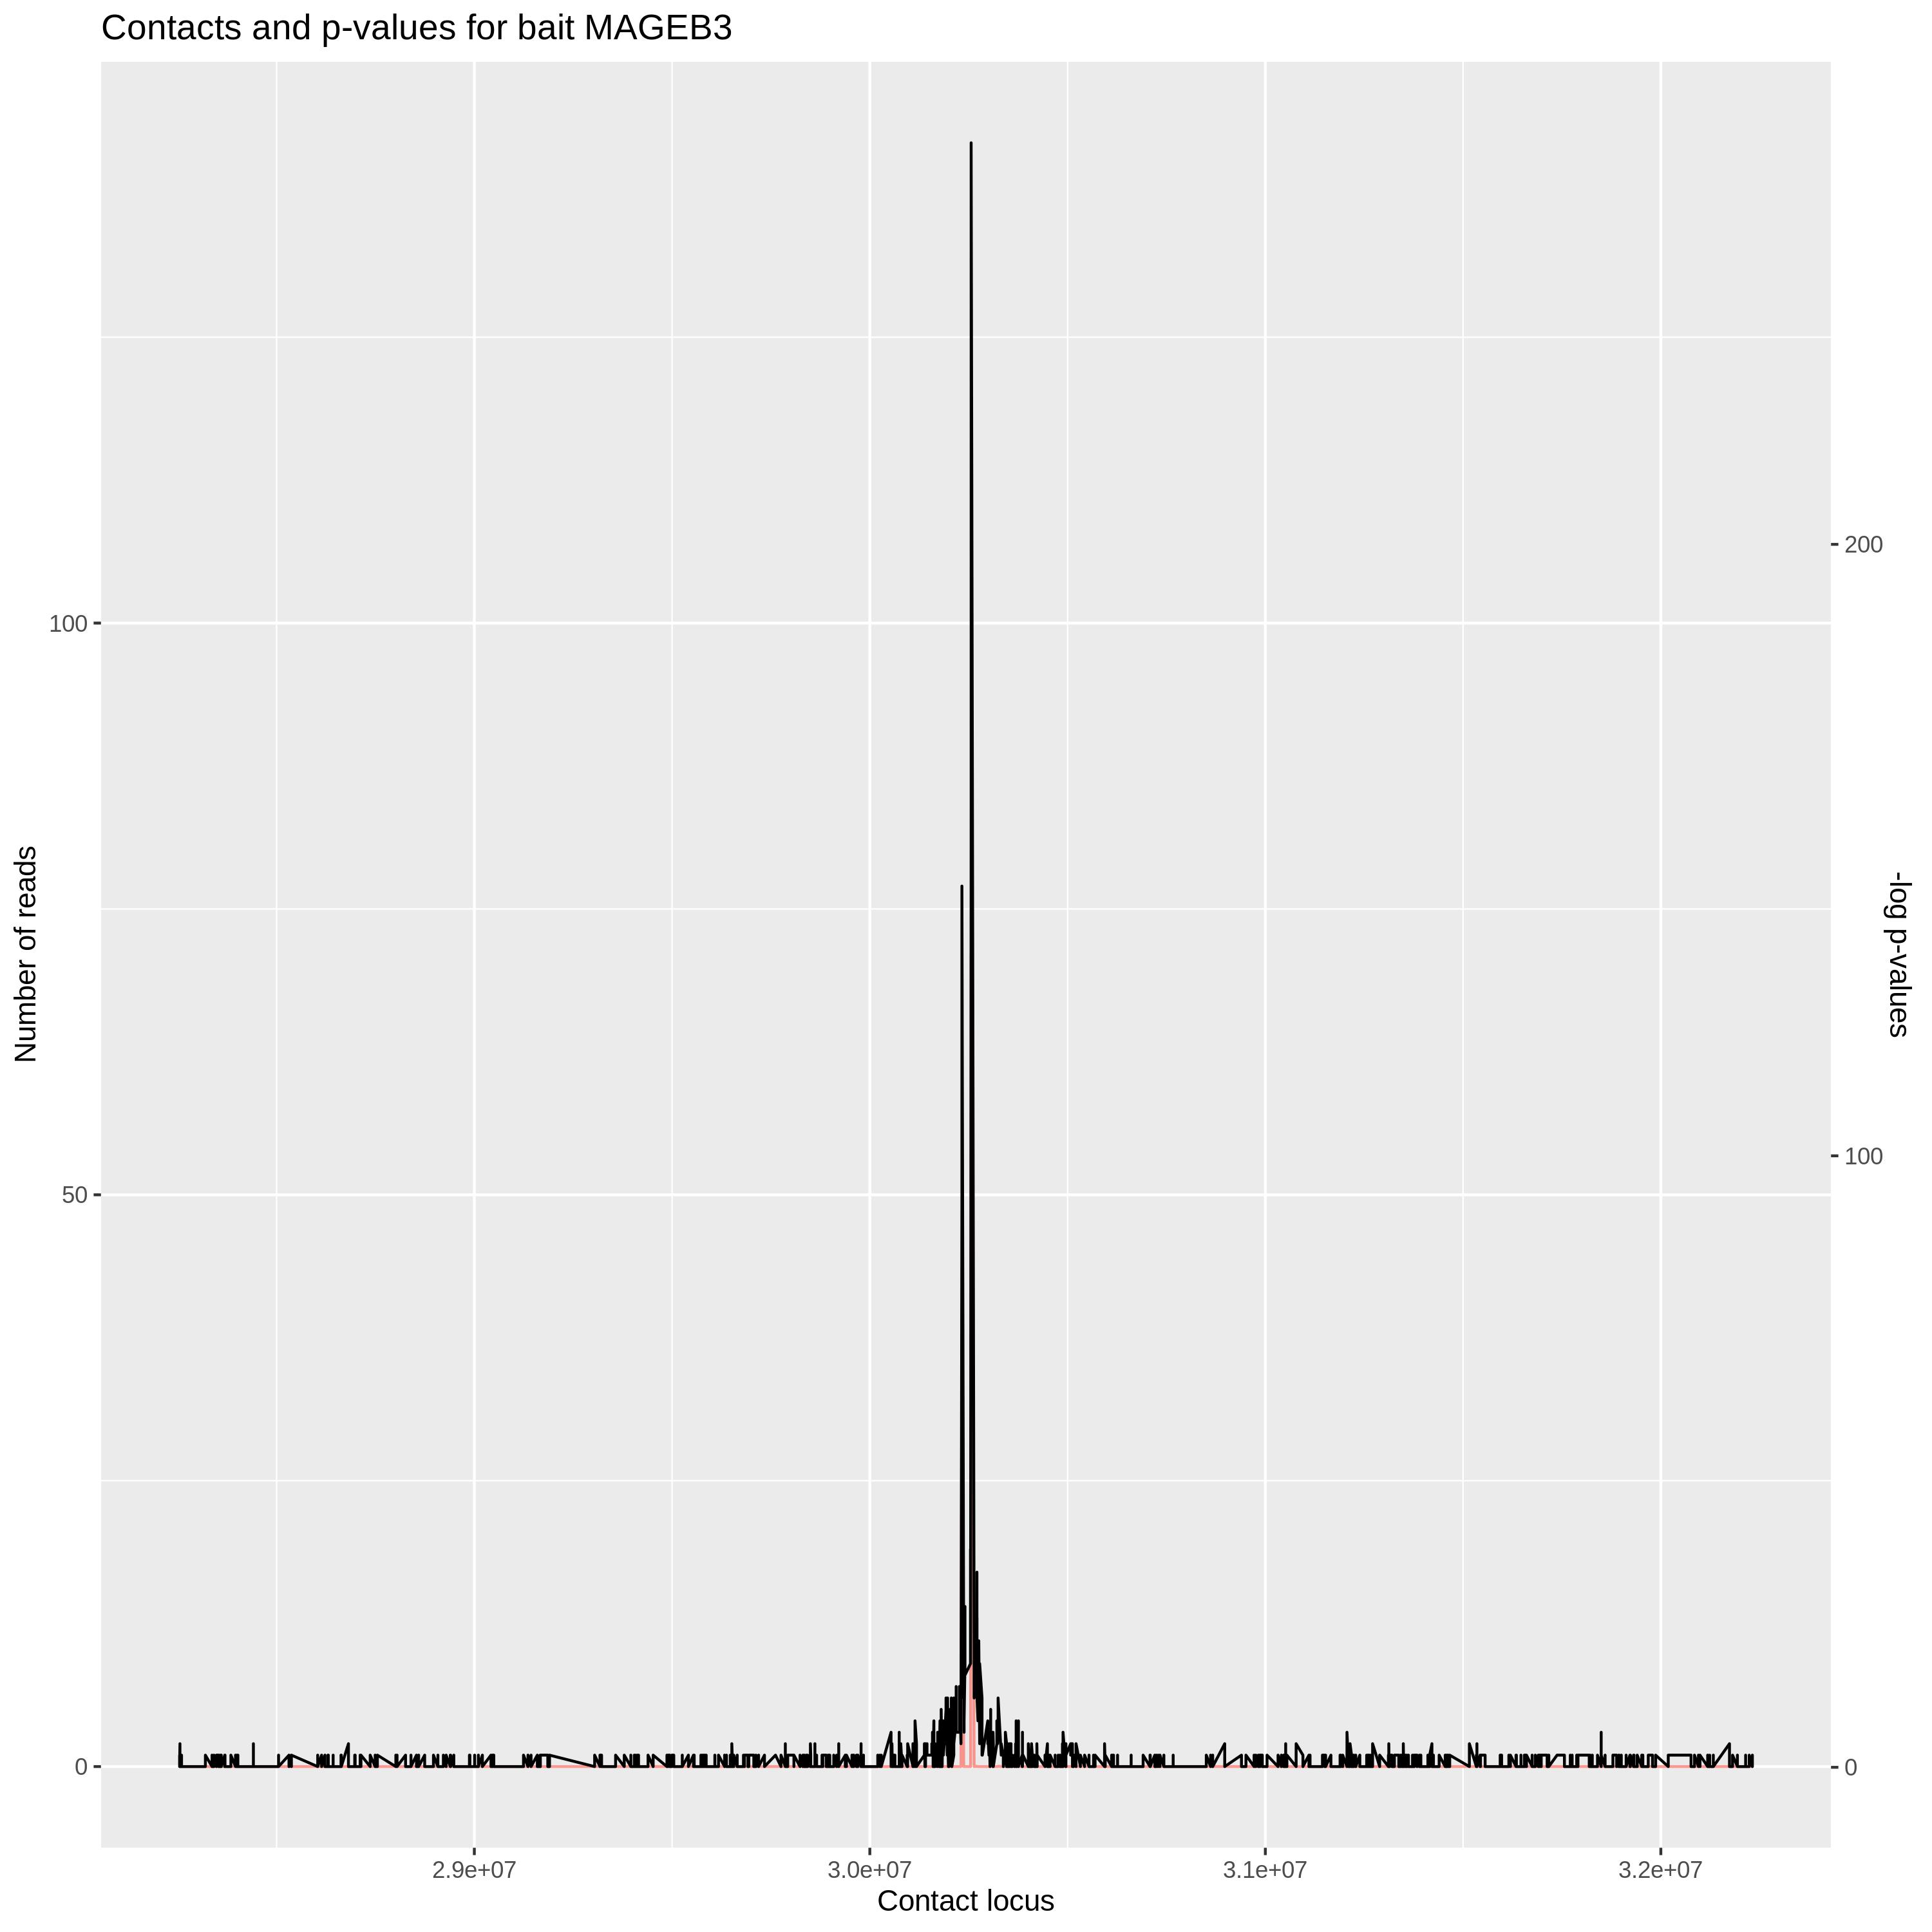 Contacts and p-values for bait MAGEB3
200
100
Number of reads
-log p-values
100
50
0
0
2.9e+07
3.0e+07
3.1e+07
3.2e+07
Contact locus